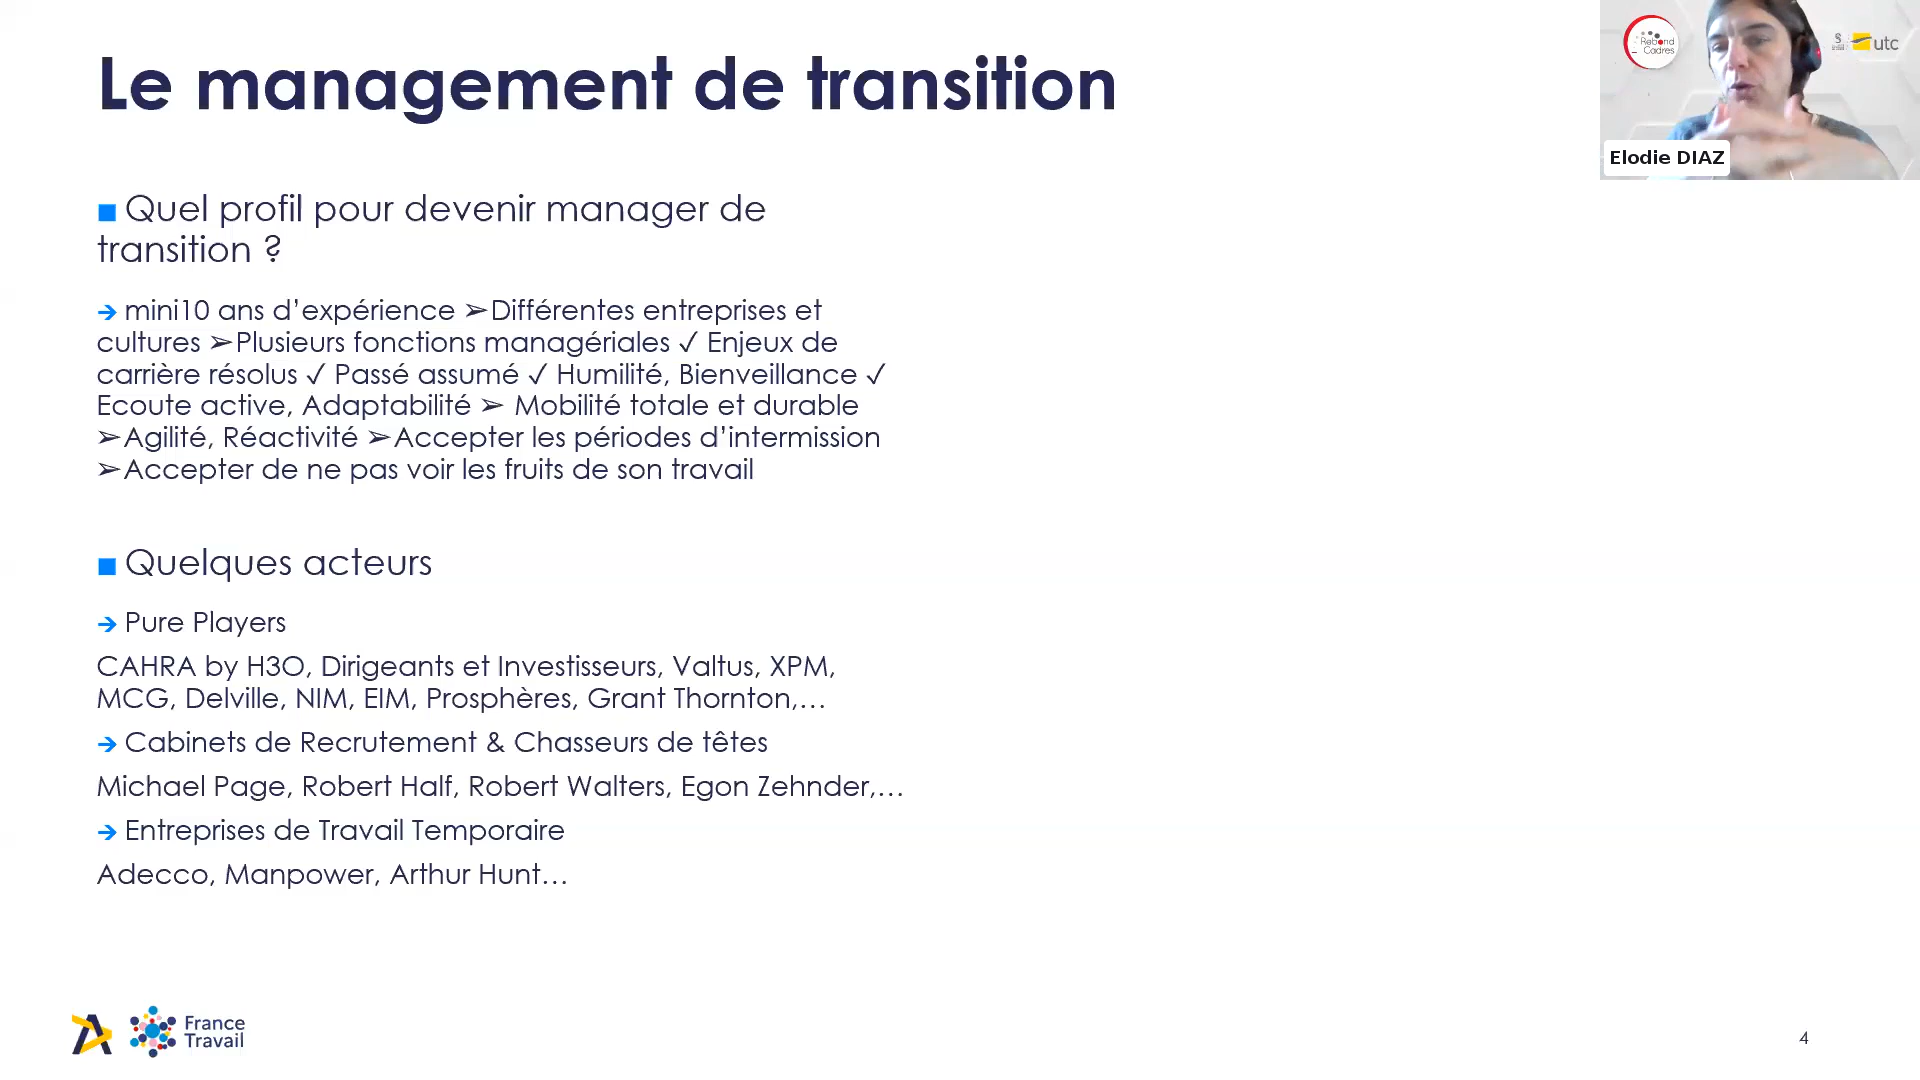 Le management de transition
Rebond
Cadres
utc
Elodie DIAZ
■ Quel profil pour devenir manager de
transition ?
→ mini10 ans d’expérience ➢Différentes entreprises et
cultures ➢Plusieurs fonctions managériales ✓ Enjeux de
carrière résolus ✓ Passé assumé ✓ Humilité, Bienveillance ✓
Ecoute active, Adaptabilité ➢ Mobilité totale et durable
➢Agilité, Réactivité ➢Accepter les périodes d’intermission
➢Accepter de ne pas voir les fruits de son travail
■ Quelques acteurs
→ Pure Players
CAHRA by H3O, Dirigeants et Investisseurs, Valtus, XPM,
MCG, Delville, NIM, EIM, Prosphères, Grant Thornton,…
→ Cabinets de Recrutement & Chasseurs de têtes
Michael Page, Robert Half, Robert Walters, Egon Zehnder,…
→ Entreprises de Travail Temporaire
Adecco, Manpower, Arthur Hunt…
France
Travail
4